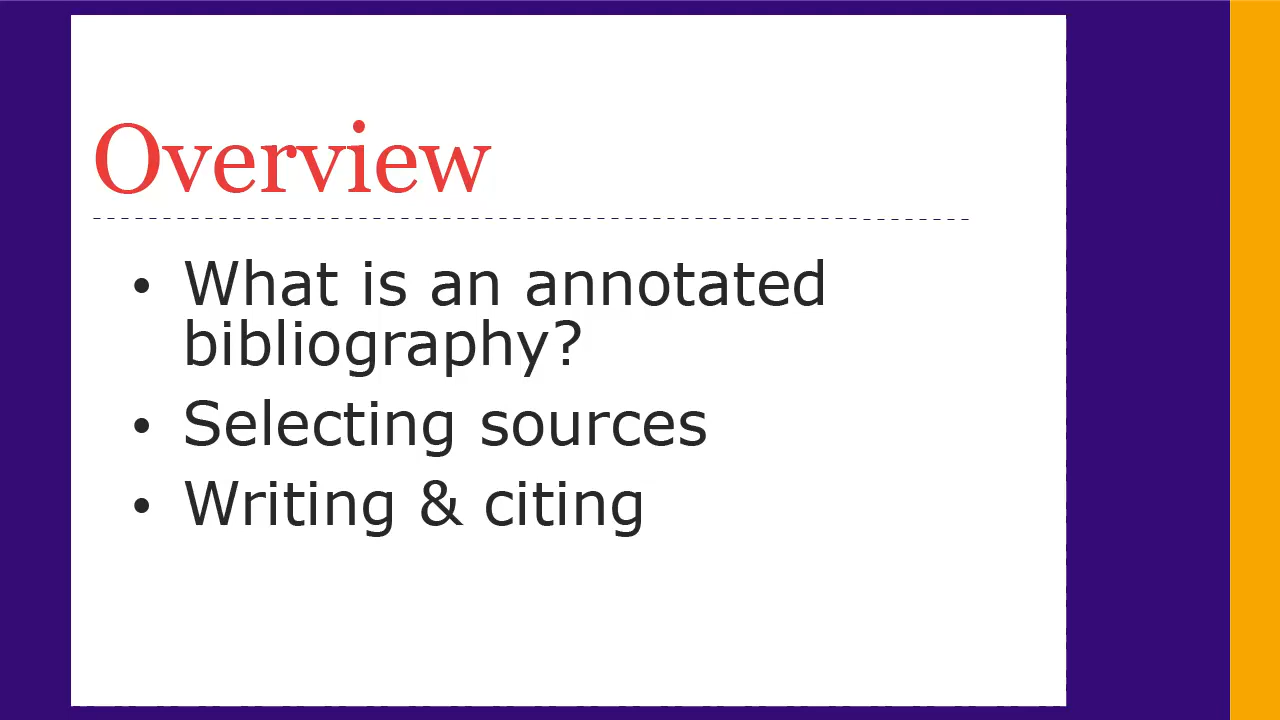 Overview
• What is an annotated
bibliography?
• Selecting sources
• Writing & citing